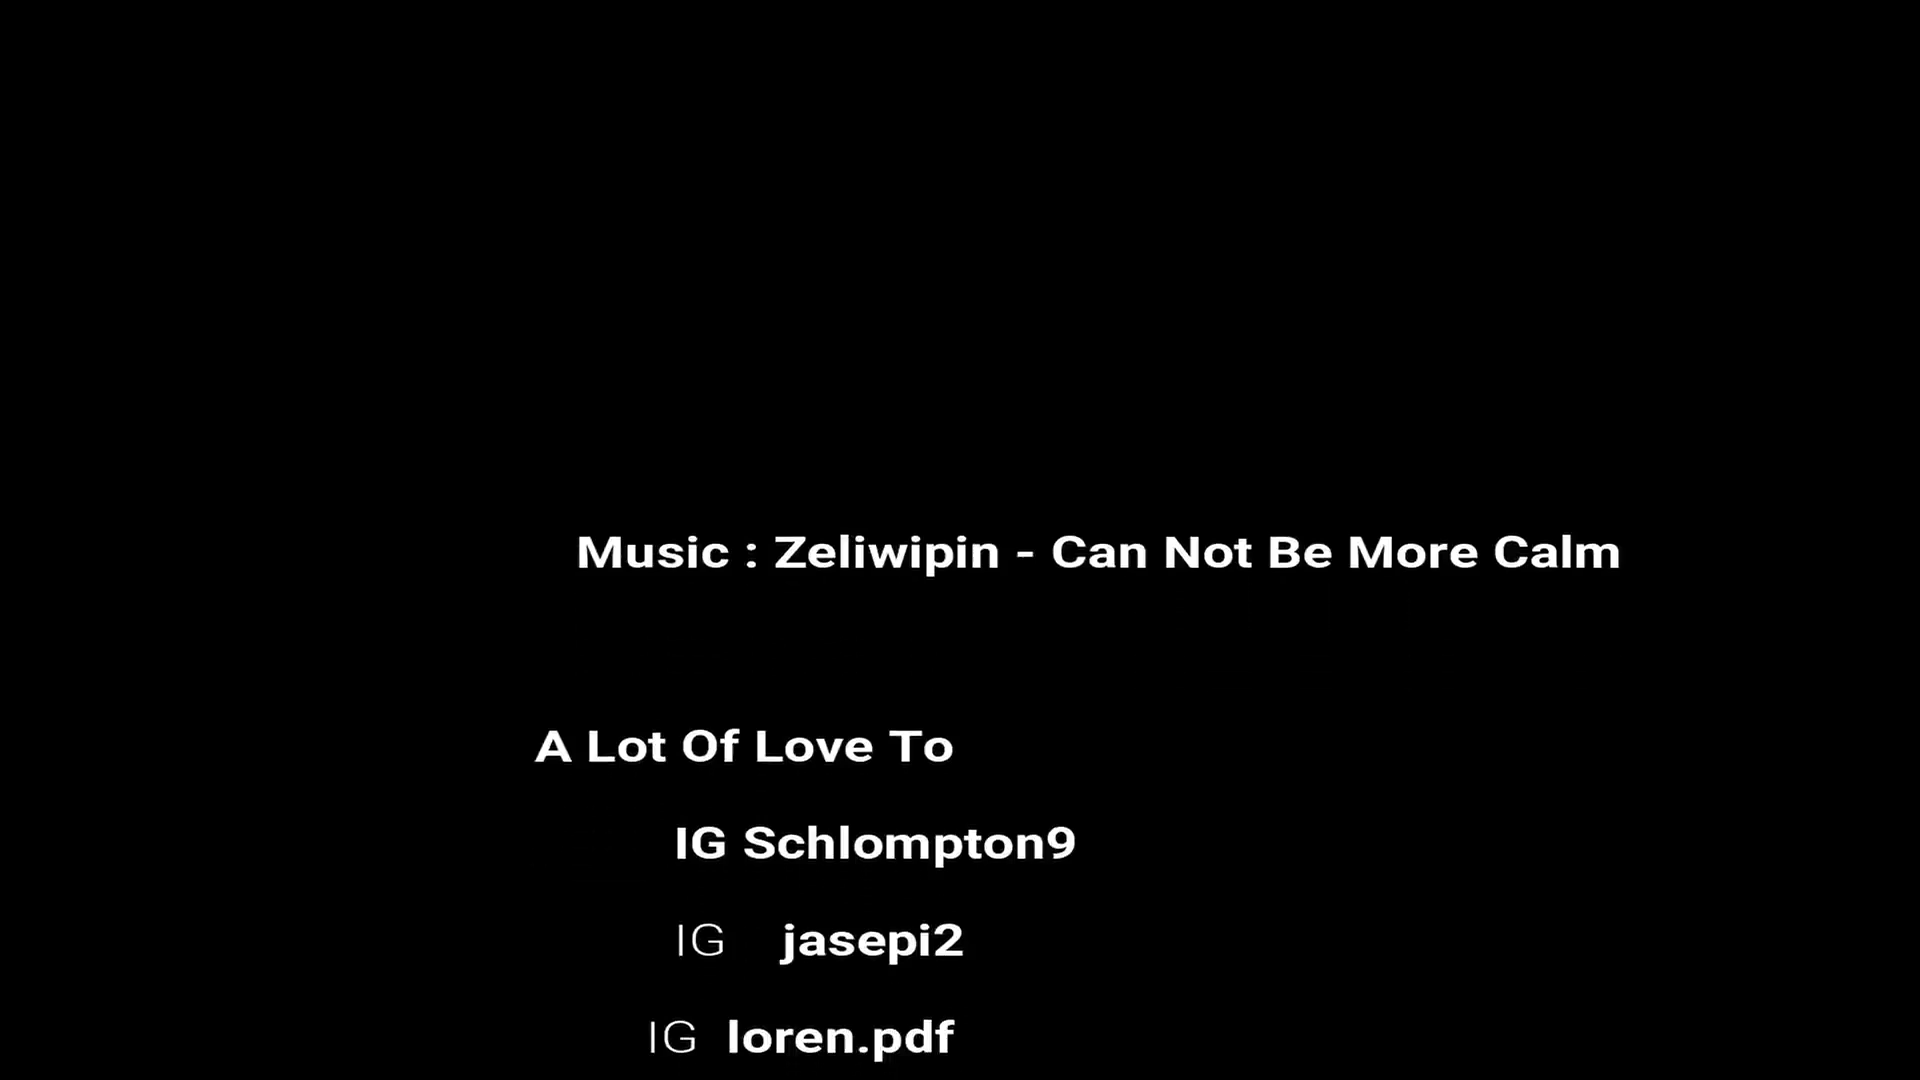 Music : Zeliwipin - Can Not Be More Calm
A Lot Of Love To
IG Schlompton9
IG jasepi2
IG loren.pdf